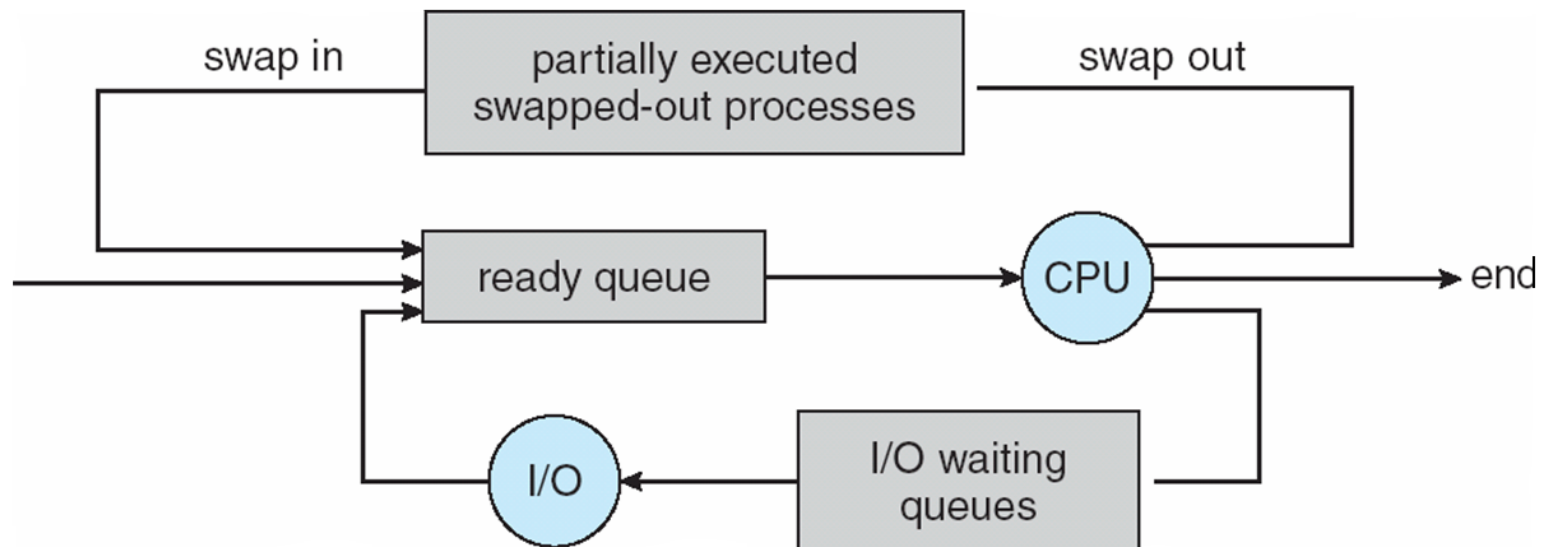 swap in
partially executed
swapped-out processes
swap out
ready queue
CPU
end
I/O
I/O waiting
queues